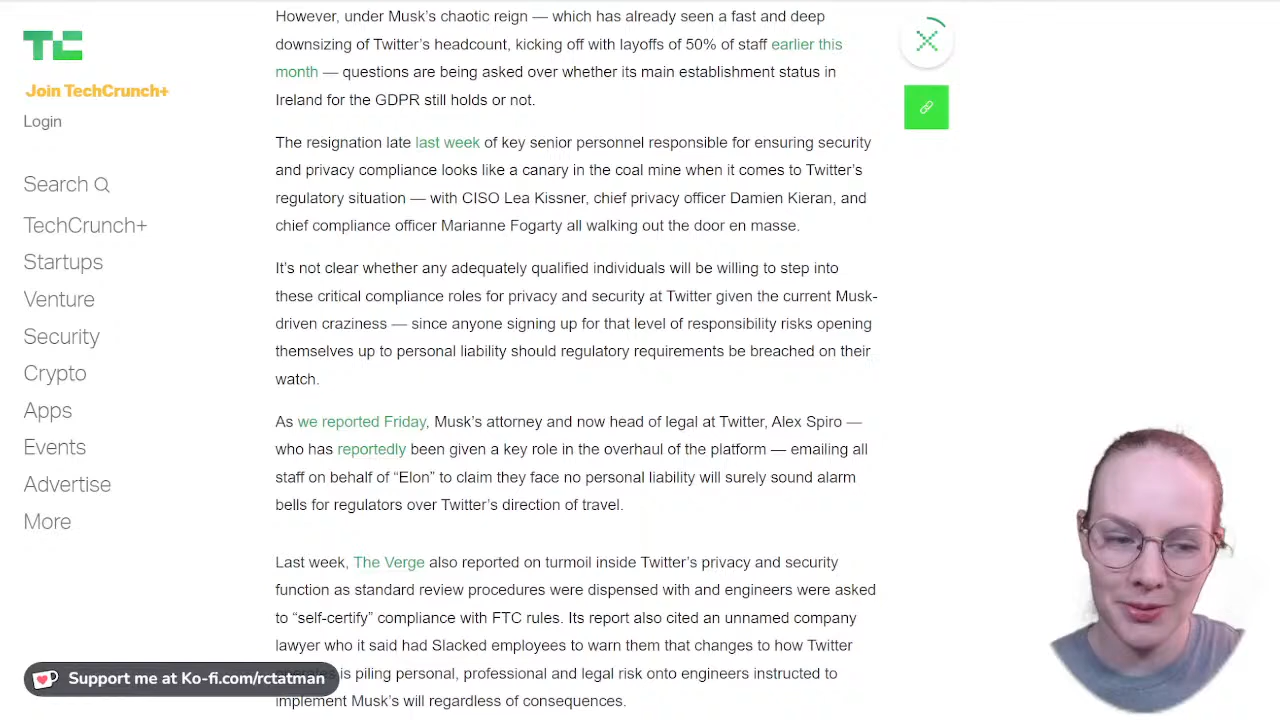 TC
Join TechCrunch+
Login
Search
TechCrunch+
Startups
Venture
Security
Crypto
Apps
Events
Advertise
More
However, under Musk’s chaotic reign — which has already seen a fast and deep
downsizing of Twitter’s headcount, kicking off with layoffs of 50% of staff earlier this
month — questions are being asked over whether its main establishment status in
Ireland for the GDPR still holds or not.
The resignation late last week of key senior personnel responsible for ensuring security
and privacy compliance looks like a canary in the coal mine when it comes to Twitter’s
regulatory situation — with CISO Lea Kissner, chief privacy officer Damien Kieran, and
chief compliance officer Marianne Fogarty all walking out the door en masse.
It’s not clear whether any adequately qualified individuals will be willing to step into
these critical compliance roles for privacy and security at Twitter given the current Musk-
driven craziness — since anyone signing up for that level of responsibility risks opening
themselves up to personal liability should regulatory requirements be breached on their
watch.
As we reported Friday, Musk’s attorney and now head of legal at Twitter, Alex Spiro —
who has reportedly been given a key role in the overhaul of the platform — emailing all
staff on behalf of “Elon” to claim they face no personal liability will surely sound alarm
bells for regulators over Twitter’s direction of travel.
Last week, The Verge also reported on turmoil inside Twitter’s privacy and security
function as standard review procedures were dispensed with and engineers were asked
to “self-certify” compliance with FTC rules. Its report also cited an unnamed company
lawyer who it said had Slacked employees to warn them that changes to how Twitter
is piling personal, professional and legal risk onto engineers instructed to
implement Musk’s will regardless of consequences.
Support me at Ko-fi.com/rctatman